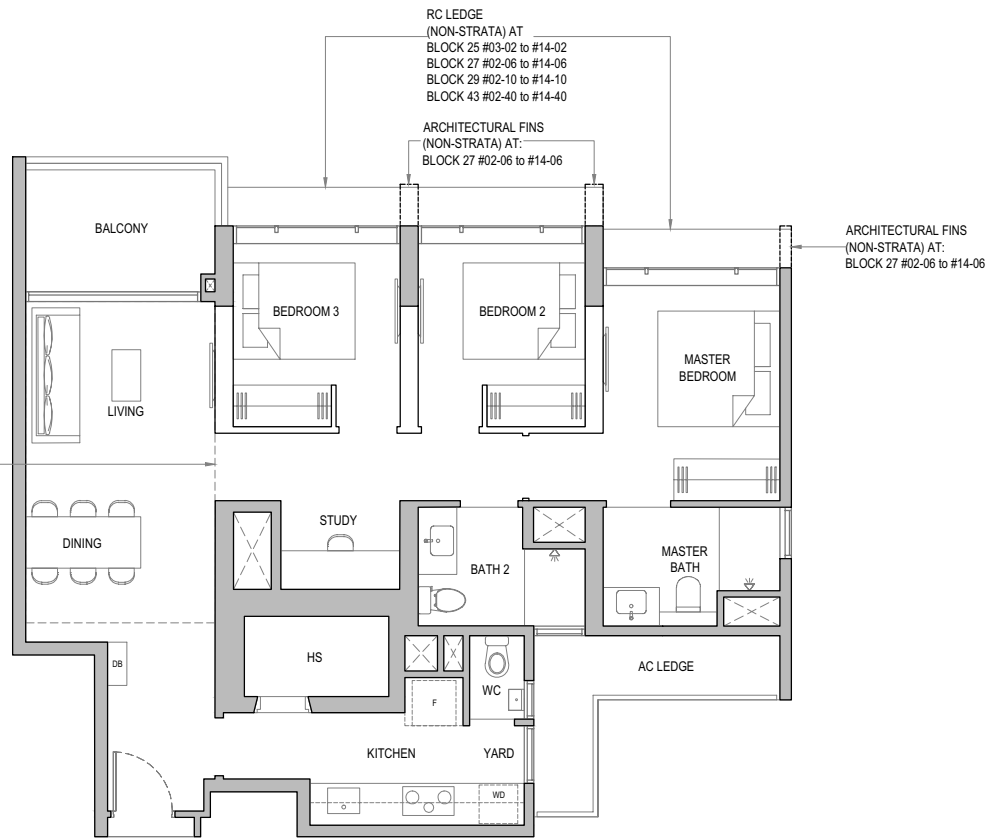 RC LEDGE
(NON-STRATA) AT
BLOCK 25 #03-02 to #14-02
BLOCK 27 #02-06 to #14-06
BLOCK 29 #02-10 to #14-10
BLOCK 43 #02-40 to #14-40
ARCHITECTURAL FINS
(NON-STRATA) AT:
BLOCK 27 #02-06 to #14-06
ARCHITECTURAL FINS
(NON-STRATA) AT:
BLOCK 27 #02-06 to #14-06
BALCONY
BEDROOM 3
BEDROOM 2
MASTER
BEDROOM
LIVING
STUDY
DINING
BATH 2
MASTER
BATH
HS
DB
WC
AC LEDGE
F
KITCHEN
YARD
WD